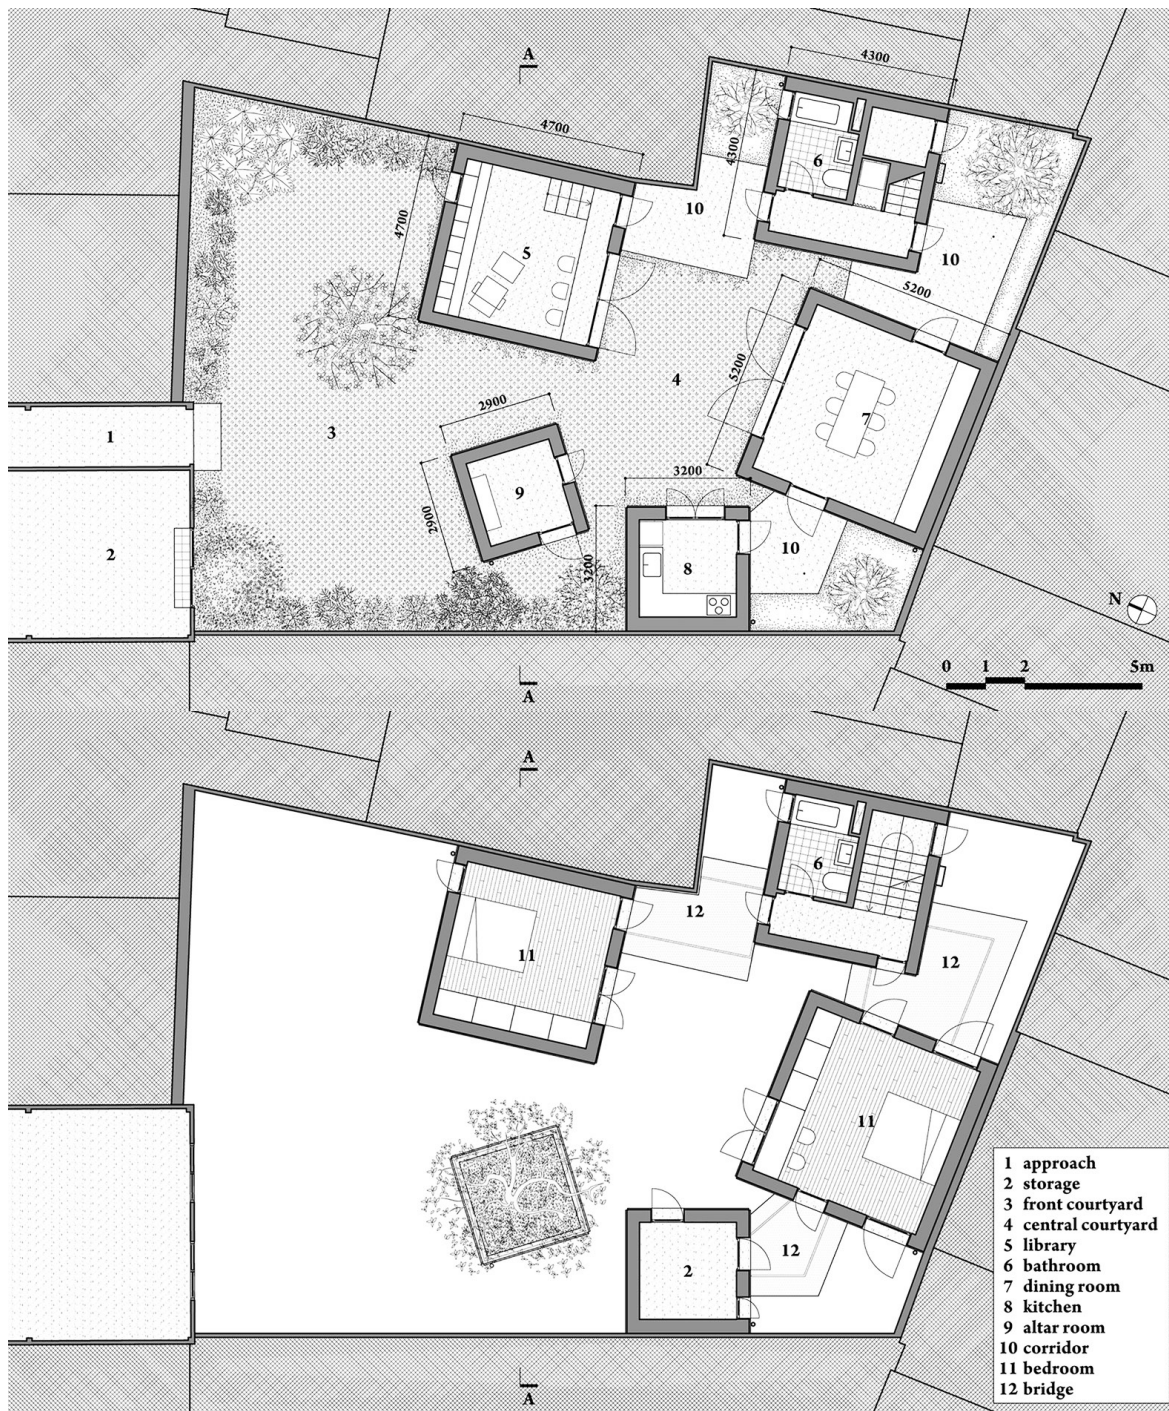 A
4300
4700
4300
6
4700
10
5
10
5200
5200
4
2900
3
7
1
3200
9
2900
3200
2
8
10
N
0 1 2 5m
A
A
6
12
11
12
11
12
2
1 approach
2 storage
3 front courtyard
4 central courtyard
5 library
6 bathroom
7 dining room
8 kitchen
9 altar room
10 corridor
11 bedroom
12 bridge
A